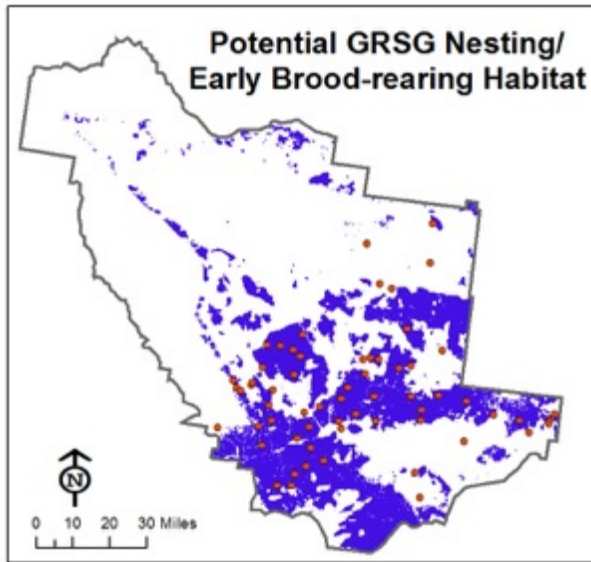 Potential GRSG Nesting/
Early Brood-rearing Habitat
N
0 10 20 30 Miles